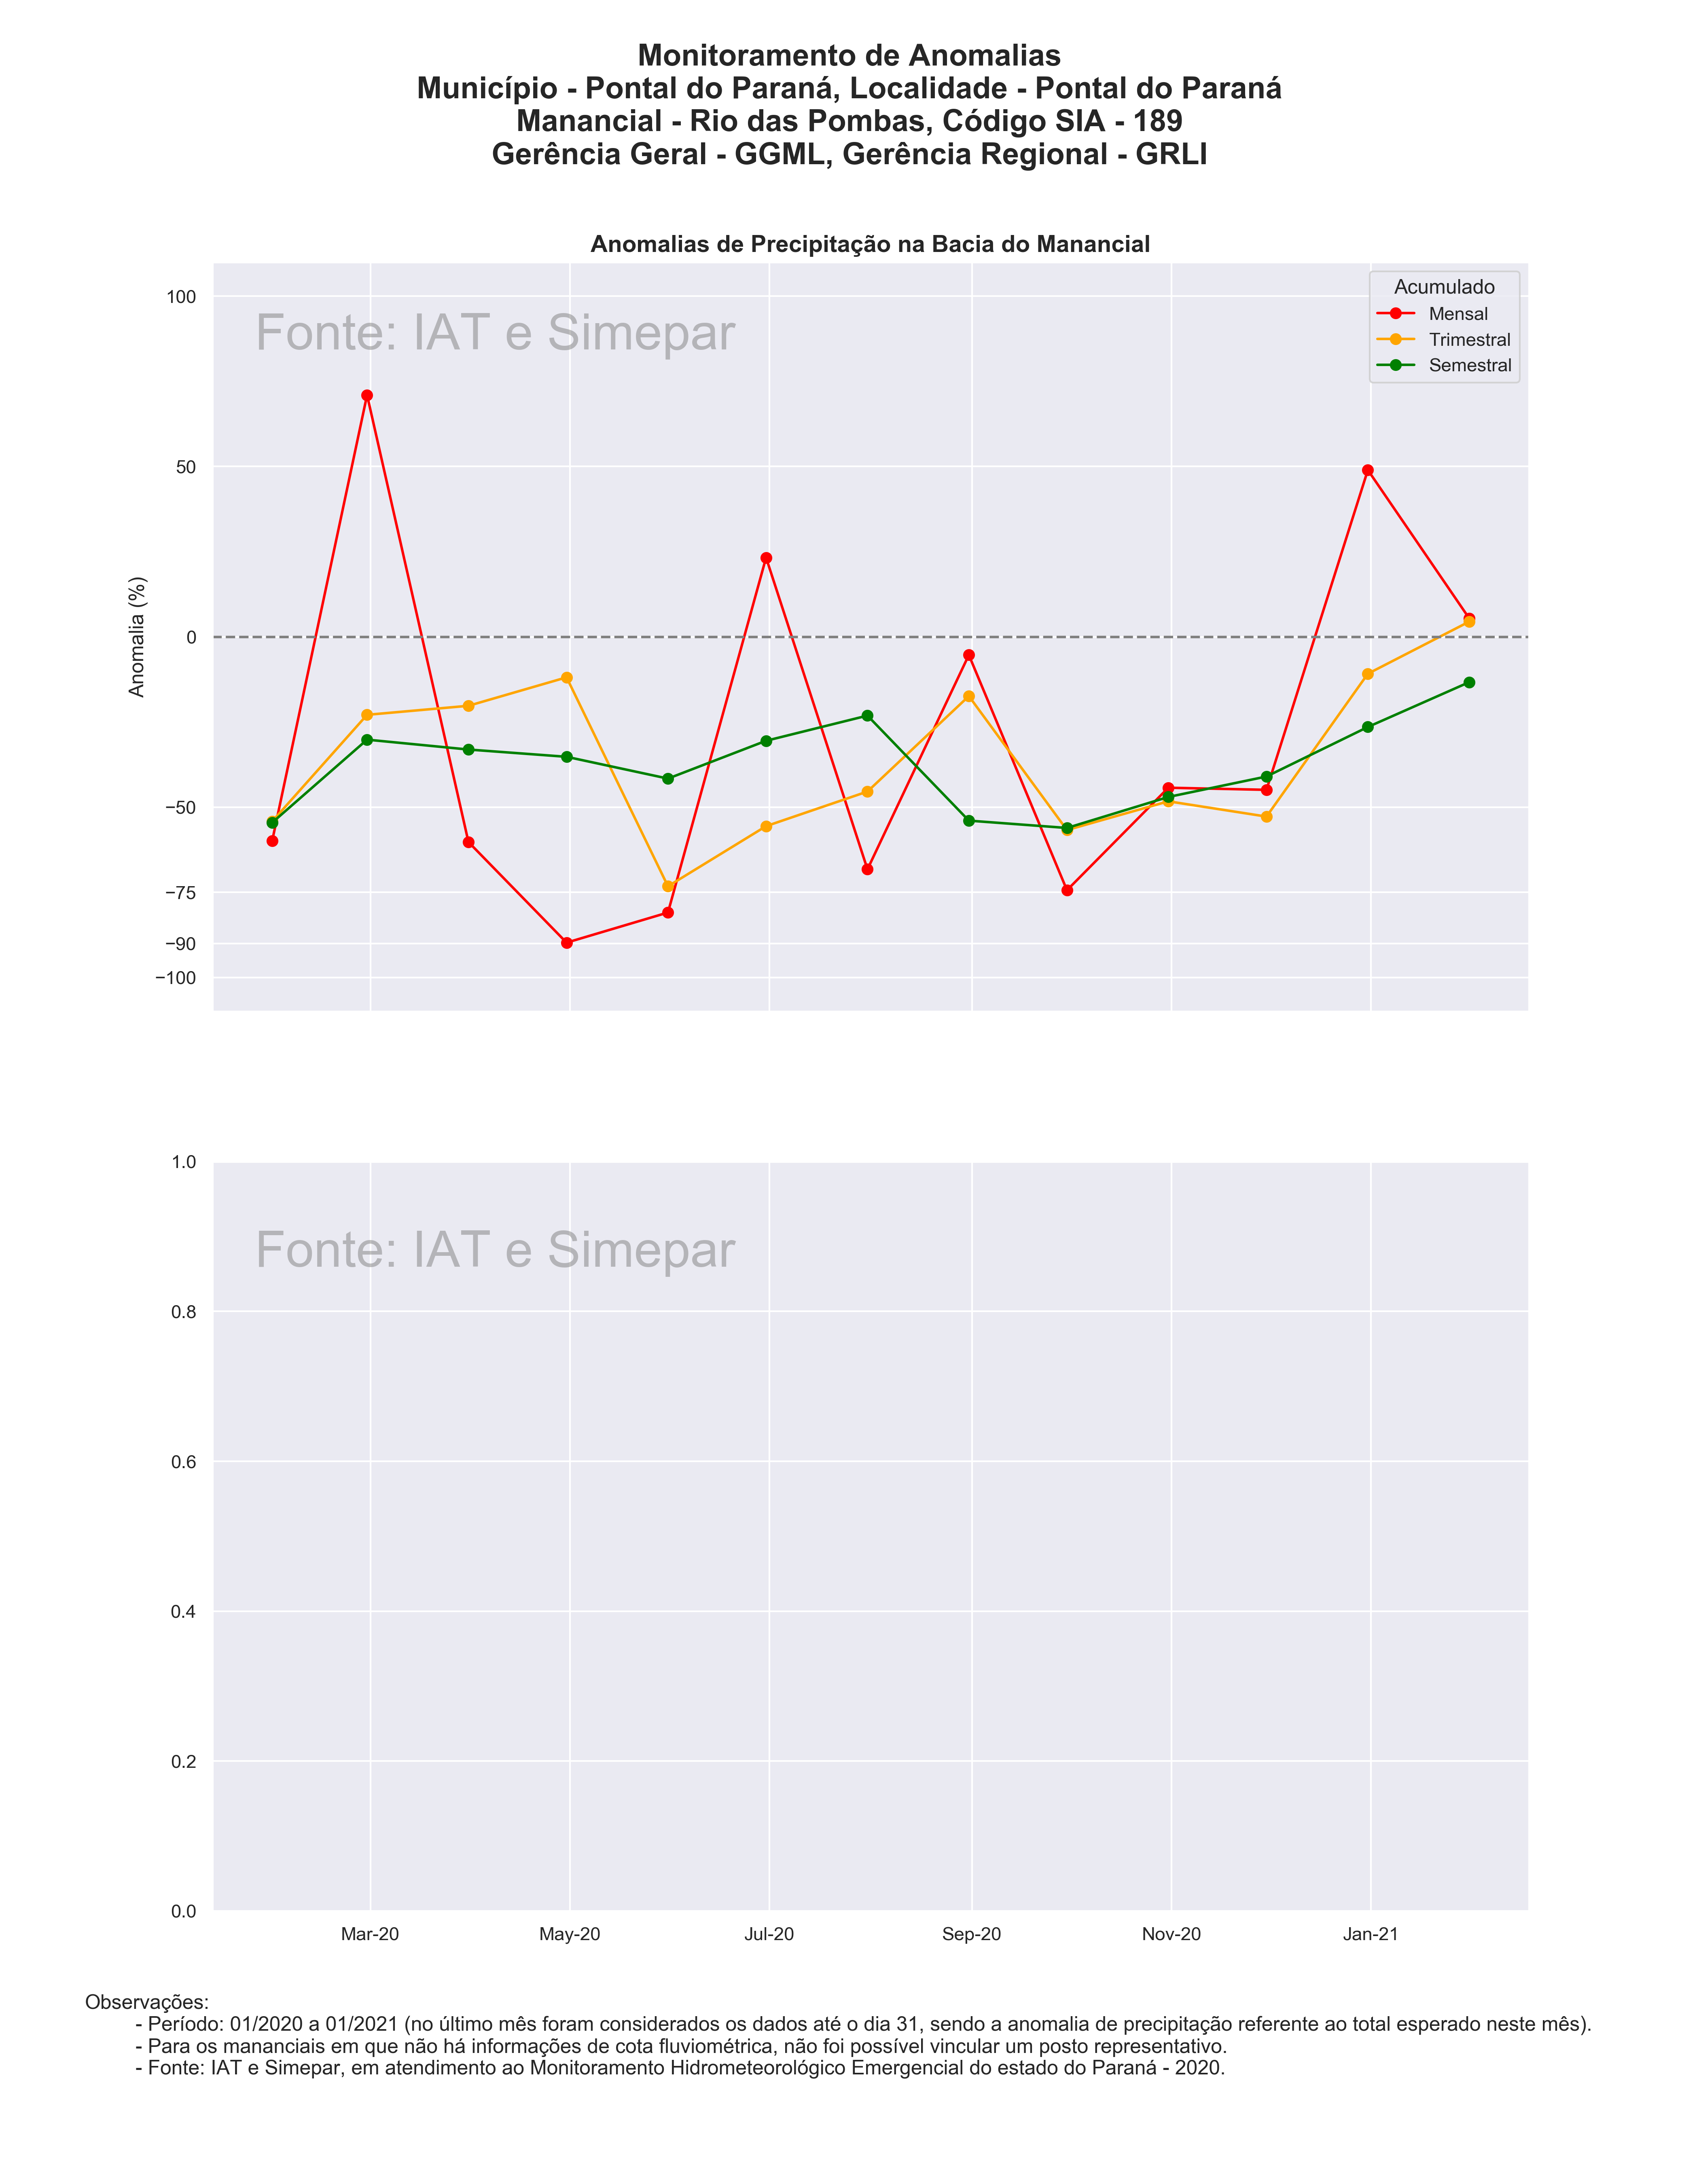 Monitoramento de Anomalias
Município - Pontal do Paraná, Localidade - Pontal do Paraná
Manancial - Rio das Pombas, Código SIA - 189
Gerência Geral - GGML, Gerência Regional - GRLI
Anomalias de Precipitação na Bacia do Manancial
Fonte: IAT e Simepar
Acumulado
Mensal
Trimestral
Semestral
Anomalia (%)
100
50
0
−50
−75
−90
−100
Fonte: IAT e Simepar
1.0
0.8
0.6
0.4
0.2
0.0
Mar-20 May-20 Jul-20 Sep-20 Nov-20 Jan-21
Observações:
- Período: 01/2020 a 01/2021 (no último mês foram considerados os dados até o dia 31, sendo a anomalia de precipitação referente ao total esperado neste mês).
- Para os mananciais em que não há informações de cota fluviométrica, não foi possível vincular um posto representativo.
- Fonte: IAT e Simepar, em atendimento ao Monitoramento Hidrometeorológico Emergencial do estado do Paraná - 2020.